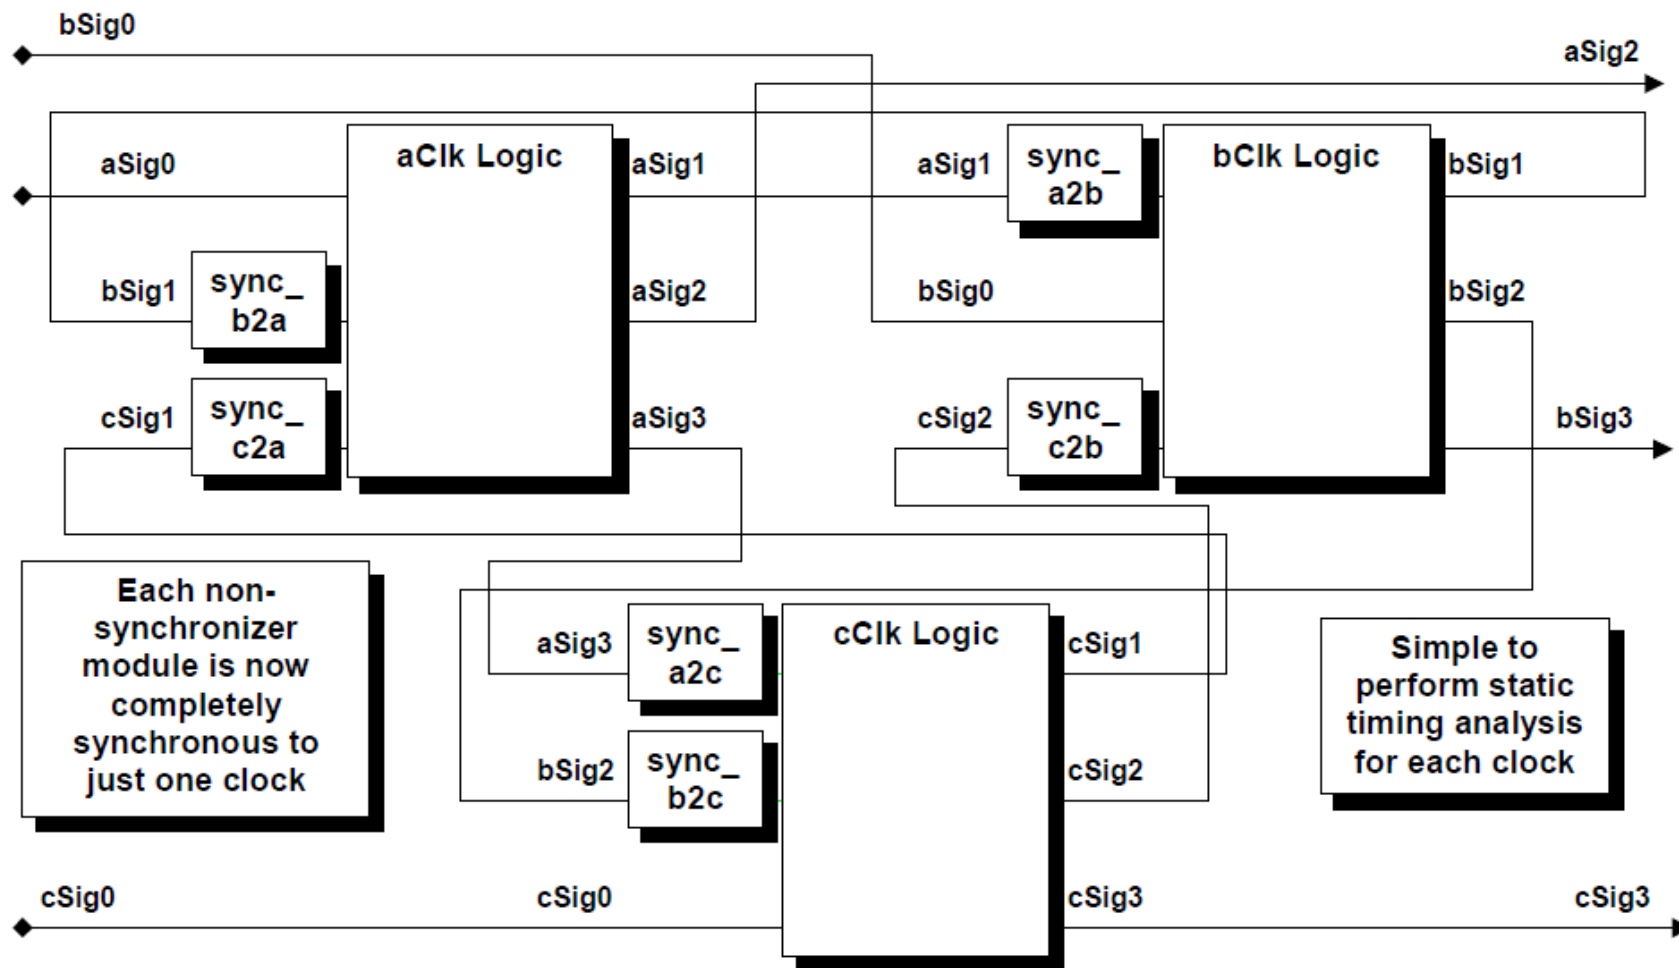 bSig0
aSig2
aSig0
aClk Logic
aSig1
aSig1
sync_
a2b
bClk Logic
bSig1
bSig1
sync_
b2a
aSig2
bSig0
bSig2
cSig1
sync_
c2a
aSig3
cSig2
sync_
c2b
bSig3
Each non-
synchronizer
module is now
completely
synchronous to
just one clock
aSig3
sync_
a2c
cClk Logic
cSig1
bSig2
sync_
b2c
cSig2
Simple to
perform static
timing analysis
for each clock
cSig0
cSig0
cSig3
cSig3